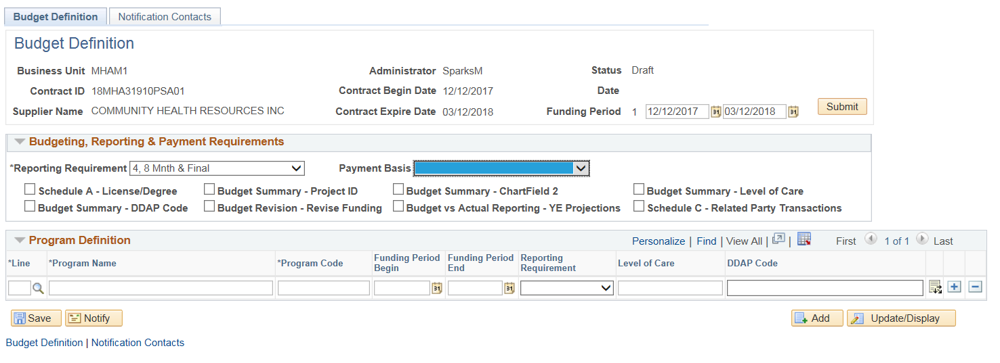 Budget Definition Notification Contacts
Budget Definition
Business Unit MHAM1 Administrator SparksM Status Draft
Contract ID 18MHA31910PSA01 Contract Begin Date 12/12/2017 Date
Supplier Name COMMUNITY HEALTH RESOURCES INC Contract Expire Date 03/12/2018 Funding Period 1 12/12/2017 31 03/12/2018 31 Submit
Budgeting, Reporting & Payment Requirements
*Reporting Requirement 4, 8 Mnth & Final Payment Basis
Schedule A - License/Degree Budget Summary - Project ID Budget Summary - ChartField 2 Budget Summary - Level of Care
Budget Summary - DDAP Code Budget Revision - Revise Funding Budget vs Actual Reporting - YE Projections Schedule C - Related Party Transactions
Program Definition Personalize | Find | View All | | First 1 of 1 Last
*Line *Program Name *Program Code Funding Period Begin Funding Period End Reporting Requirement Level of Care DDAP Code
31 31
Save Notify Add Update/Display
Budget Definition | Notification Contacts